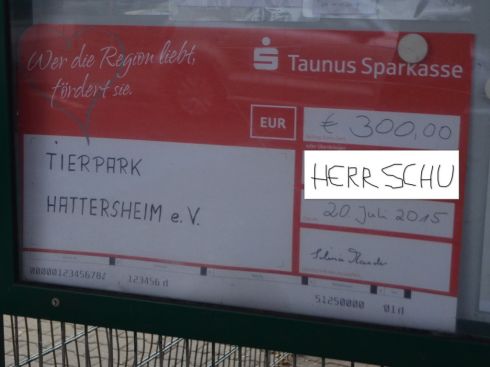 Wer die Region liebt,
fördert sie.
Taunus Sparkasse
EUR
€ 300,00
TIERPARK
HATTERSHEIM e.V.
HERR SCHU
20 Juli 2015
123456 d
51250000 01d